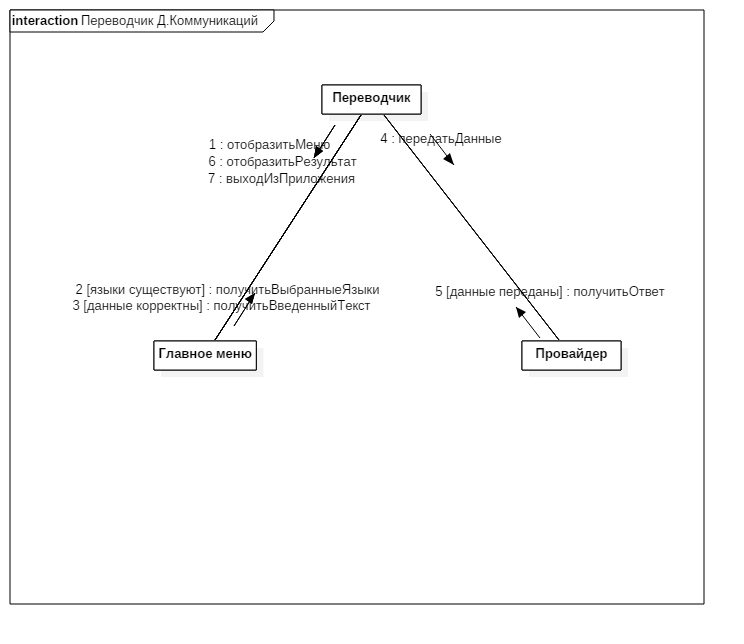 interaction Переводчик Д.Коммуникаций
Переводчик
1 : отобразитьМеню
4 : передатьДанные
6 : отобразитьРезультат
7 : выходИзПриложения
2 [языки существуют] : получитьВыбранныеЯзыки
5 [данные переданы] : получитьОтвет
3 [данные корректны] : получитьВведенныйТекст
Главное меню
Провайдер